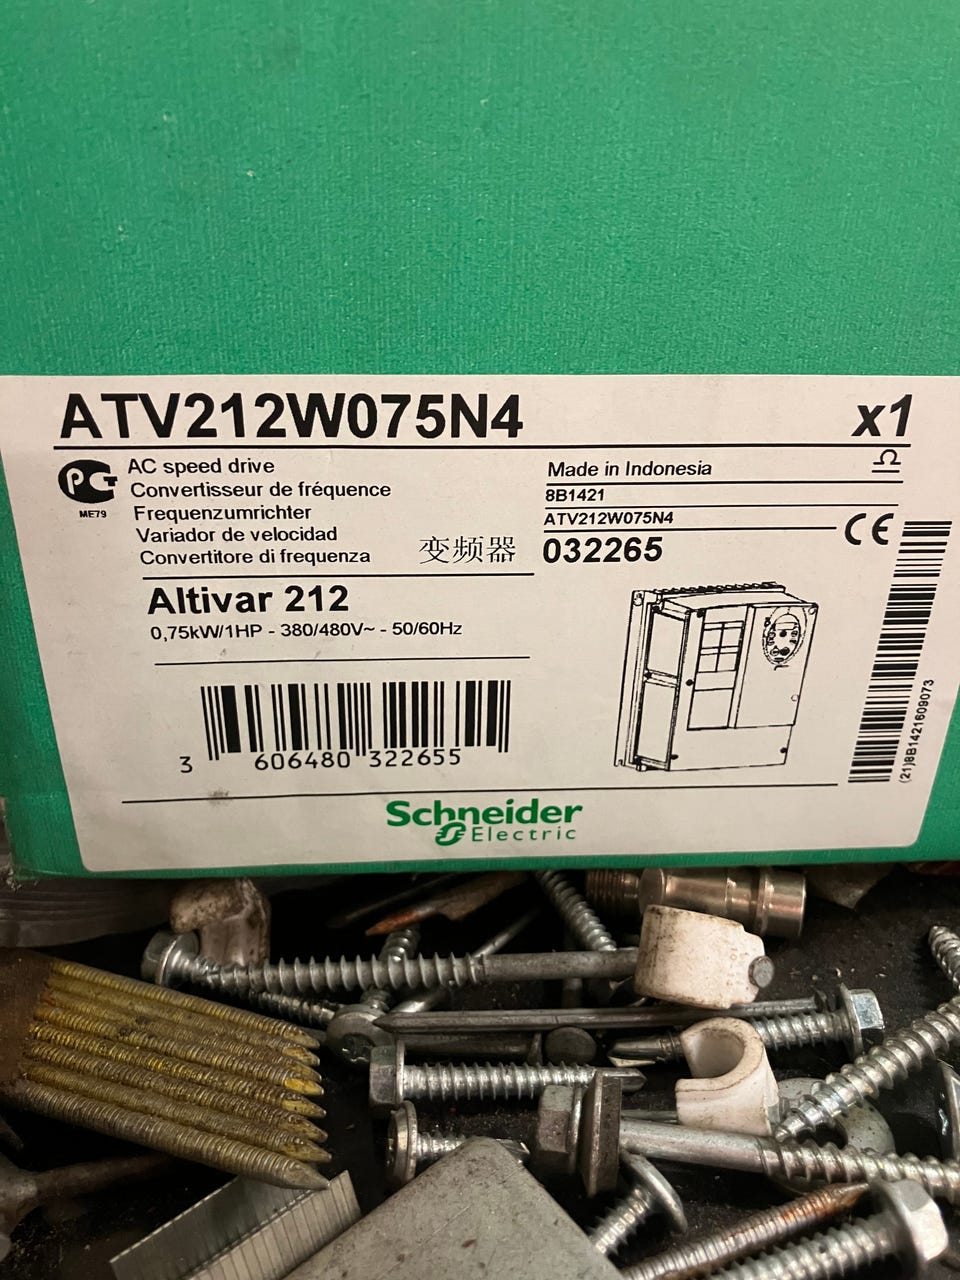 ATV212W075N4 x1
AC speed drive
Convertisseur de fréquence
Frequenzumrichter
Variador de velocidad
Convertitore di frequenza 变频器
PG
ME79
Made in Indonesia
8B1421
ATV212W075N4
032265
CE
Altivar 212
0,75kW/1HP - 380/480V~ - 50/60Hz
3 606480 322655
(21)8B1421609073
Schneider
Electric